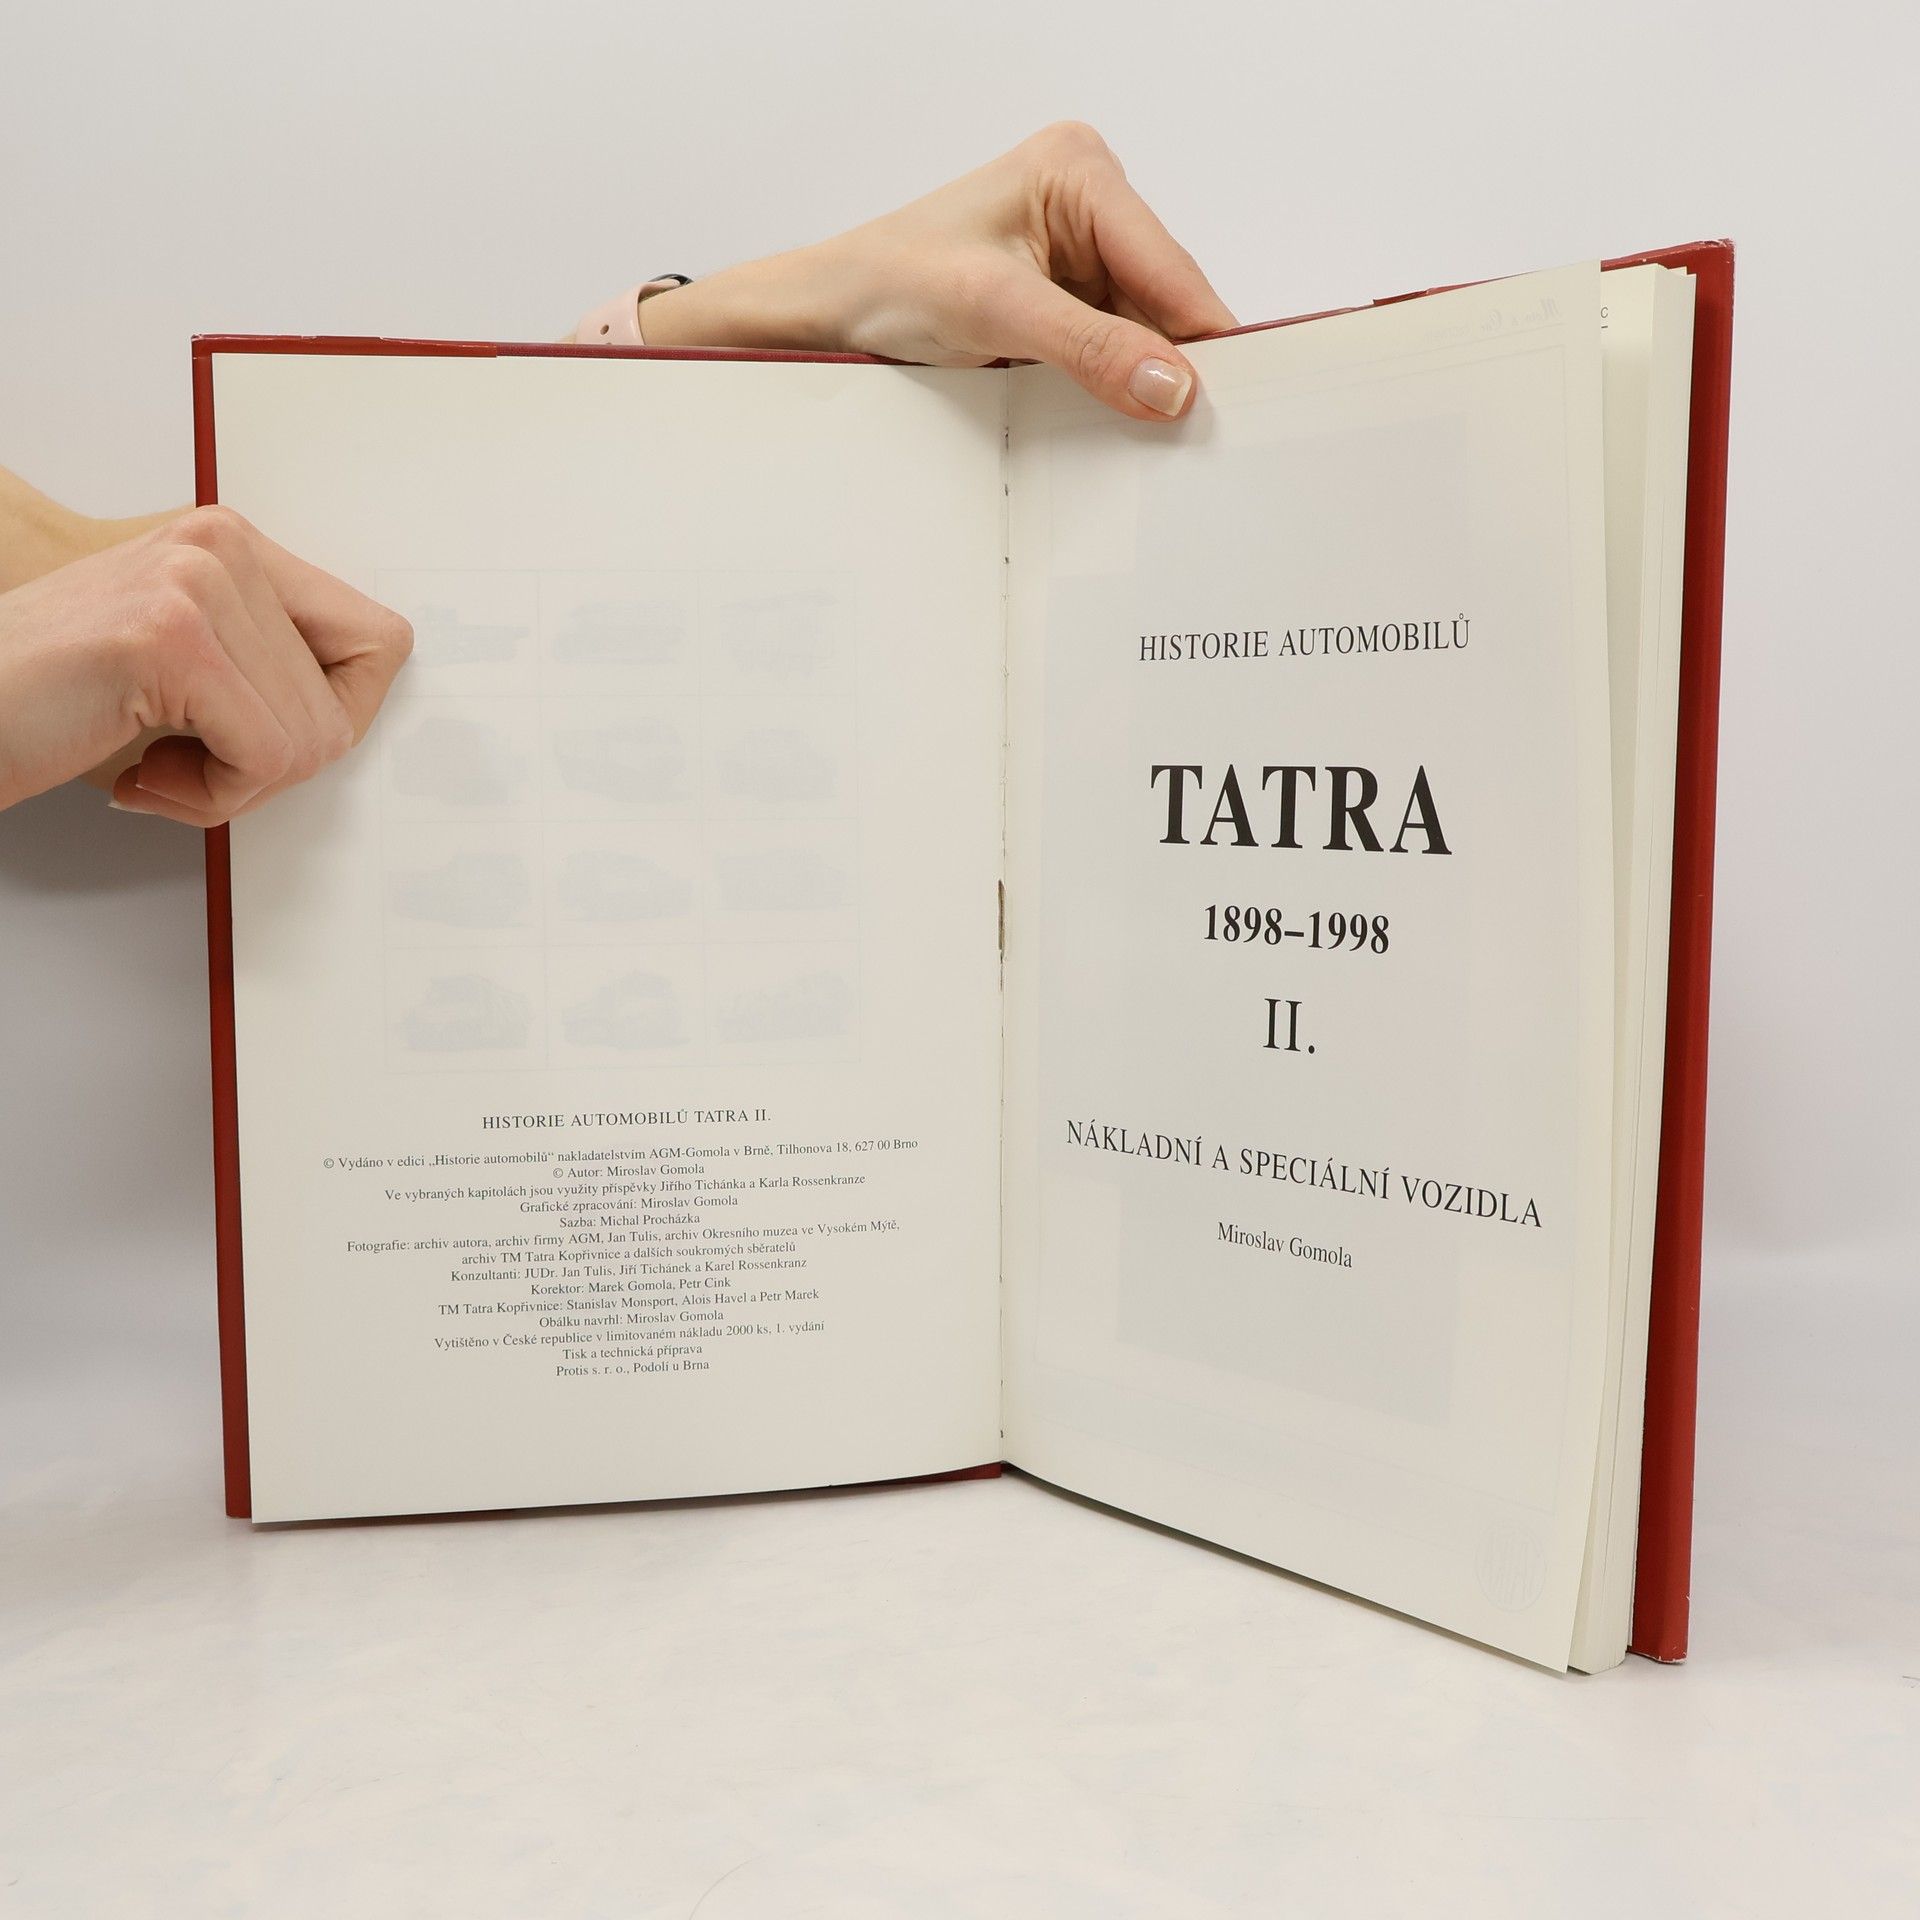 HISTORIE AUTOMOBILŮ TATRA II.
© Vydáno v edici „Historie automobilů“ nakladatelstvím AGM-Gomola v Brně, Tilhonova 18, 627 00 Brno
© Autor: Miroslav Gomola
Ve vybraných kapitolách jsou využity příspěvky Jiřího Tichánka a Karla Rossenkranze
Grafické zpracování: Miroslav Gomola
Sazba: Michal Procházka
Fotografie: archiv autora, archiv firmy AGM, Jan Tulis, archiv Okresního muzea ve Vysokém Mýtě,
archiv TM Tatra Kopřivnice a dalších soukromých sběratelů
Konzultanti: JUDr. Jan Tulis, Jiří Tichánek a Karel Rossenkranz
Korektor: Marek Gomola, Petr Cink
TM Tatra Kopřivnice: Stanislav Monsport, Alois Havel a Petr Marek
Obálku navrhl: Miroslav Gomola
Vytištěno v České republice v limitovaném nákladu 2000 ks, 1. vydání
Tisk a technická příprava
Protis s. r. o., Podolí u Brna
HISTORIE AUTOMOBILŮ
TATRA
1898–1998
II.
NÁKLADNÍ A SPECIÁLNÍ VOZIDLA
Miroslav Gomola
C